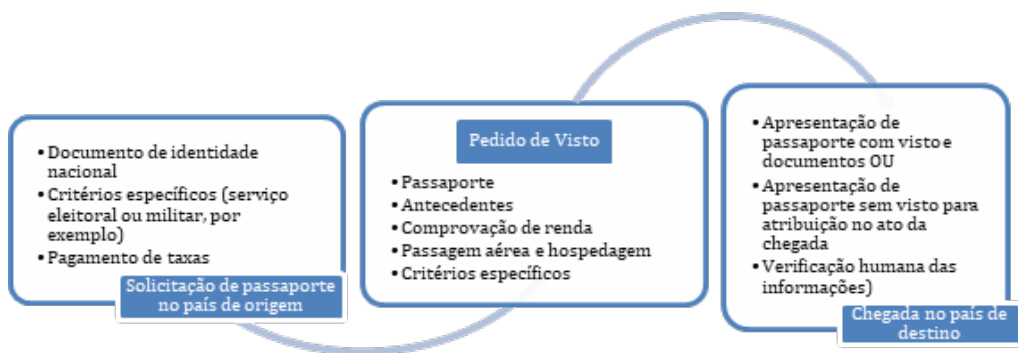 • Documento de identidade
nacional
• Critérios específicos (serviço
eleitoral ou militar, por
exemplo)
• Pagamento de taxas
Solicitação de passaporte
no país de origem
Pedido de Visto
• Passaporte
• Antecedentes
• Comprovação de renda
• Passagem aérea e hospedagem
• Critérios específicos
• Apresentação de
passaporte com visto e
documentos OU
• Apresentação de
passaporte sem visto para
atribuição no ato da
chegada
• Verificação humana das
informações)
Chegada no país de
destino